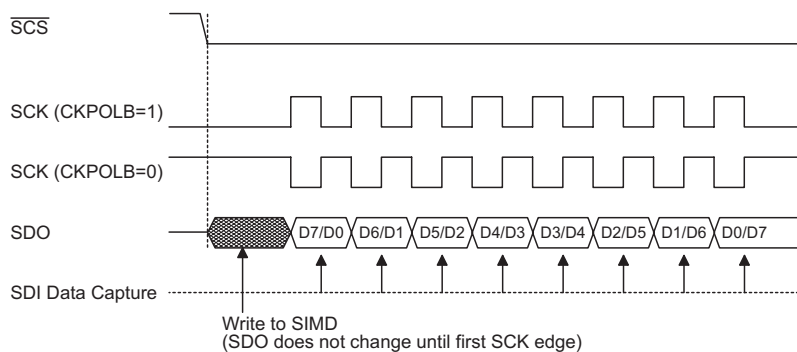 SCS
SCK (CKPOLB=1)
SCK (CKPOLB=0)
SDO
D7/D0 D6/D1 D5/D2 D4/D3 D3/D4 D2/D5 D1/D6 D0/D7
SDI Data Capture
Write to SIMD
(SDO does not change until first SCK edge)